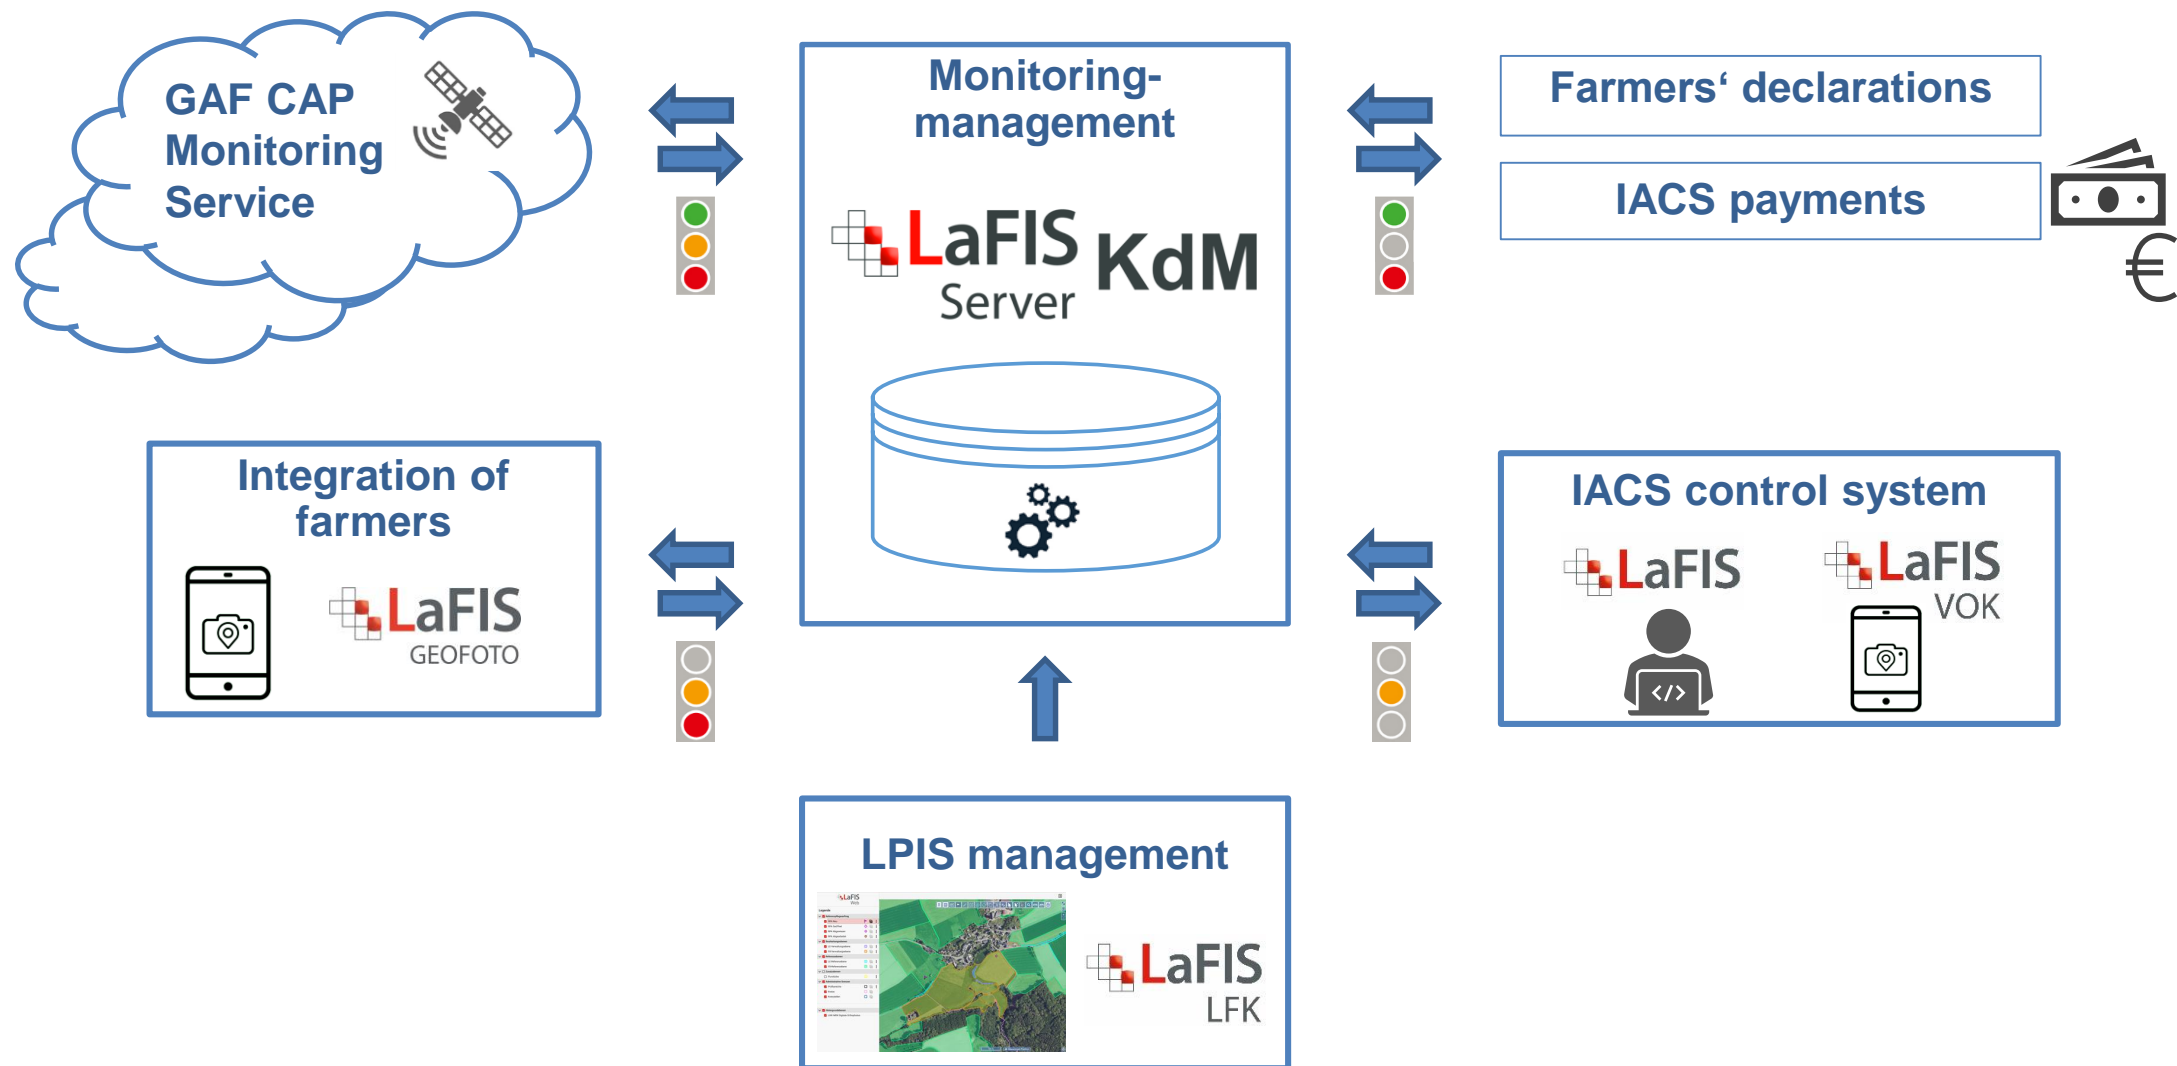 GAF CAP
Monitoring
Service
Monitoring-
management
LaFIS
Server
KdM
Farmers‘ declarations
IACS payments
€
Integration of
farmers
LaFIS
GEOFOTO
IACS control system
LaFIS
</>
LaFIS
VOK
LPIS management
LaFIS
LaFIS
LFK